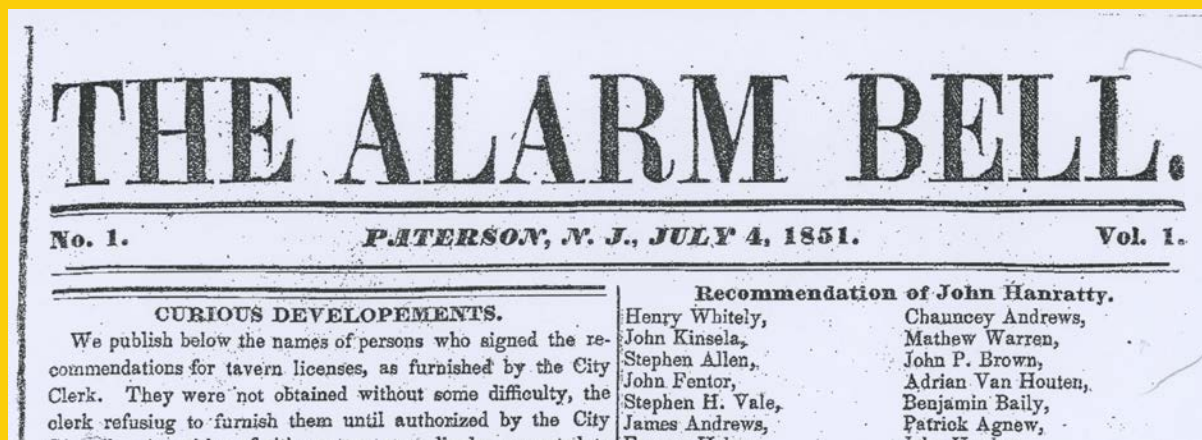 THE ALARM BELL.
No. 1. PATERSON, N. J., JULY 4, 1851. Vol. 1.
CURIOUS DEVELOPEMENTS.
We publish below the names of persons who signed the re-
commendations for tavern licenses, as furnished by the City
Clerk. They were not obtained without some difficulty, the
clerk refusing to furnish them until authorized by the City
Recommendation of John Hanratty.
Henry Whitely,
John Kinsela,
Stephen Allen,
John Fentor,
Stephen H. Vale,
James Andrews,
Chauncey Andrews,
Mathew Warren,
John P. Brown,
Adrian Van Houten,
Benjamin Baily,
Patrick Agnew,